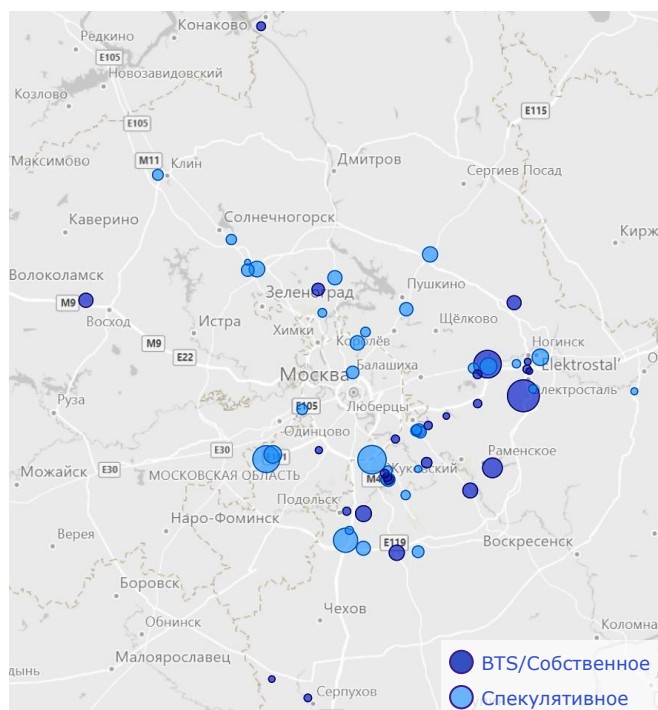 Конаково
Редкино
E105
Новозавидовский
Козлово
E115
E105
Максимово
M11
Клин
Дмитров
Сергиев Посад
Солнечногорск
Каверино
Кирж
Волоколамск
M9
Зеленоград
Пушкино
Восход
Истра
Химки
Щёлково
Королёв
Ногинск
M9
E22
Москва
Балашиха
Elektrostal'
Электросталь
Руза
E105
Люберцы
Одинцово
E30
E30
Раменское
Можайск
МОСКОВСКАЯ ОБЛАСТЬ
M4
Подольск
Наро-Фоминск
Верея
E119
Воскресенск
Боровск
Чехов
Обнинск
Коломна
Малоярославец
дынь
BTS/Собственное
Серпухов
Спекулятивное